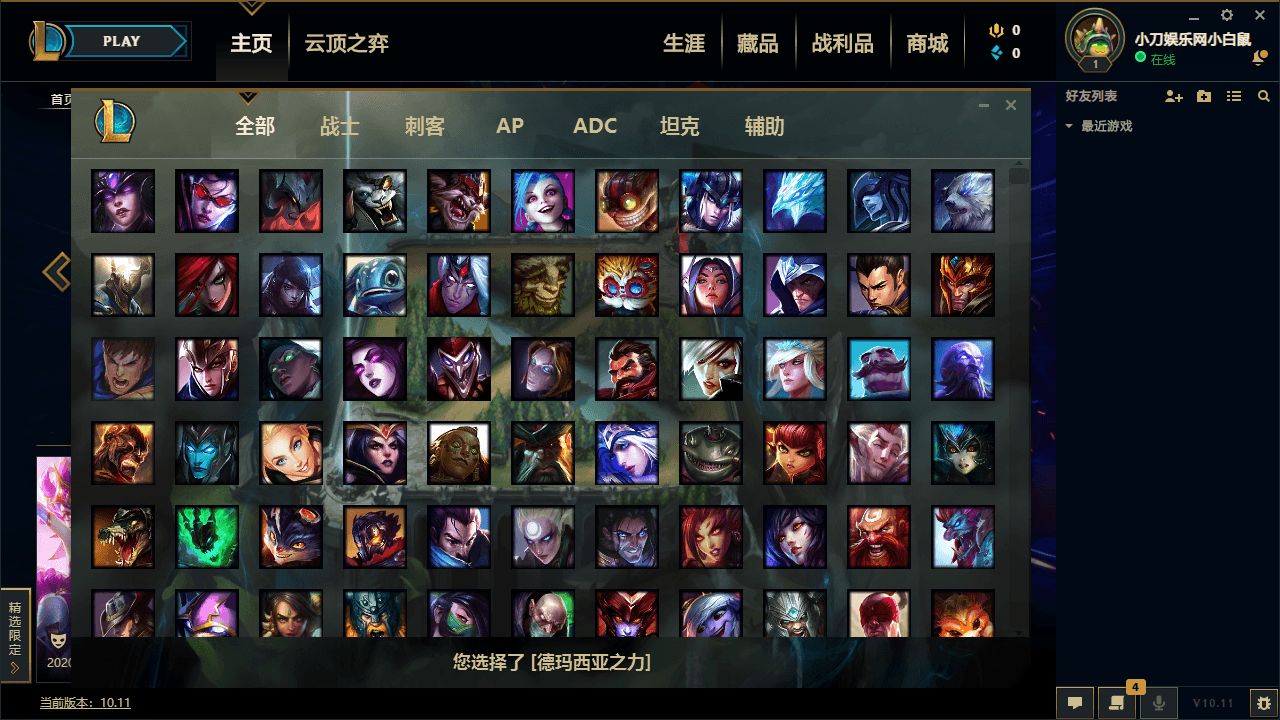 PLAY
主页
云顶之弈
生涯
藏品
战利品
商城
0
0
小刀娱乐网小白鼠
在线
1
首页
全部
战士
刺客
AP
ADC
坦克
辅助
好友列表
最近游戏
精选限定
2020
您选择了 [德玛西亚之力]
当前版本：10.11
4
V10.11